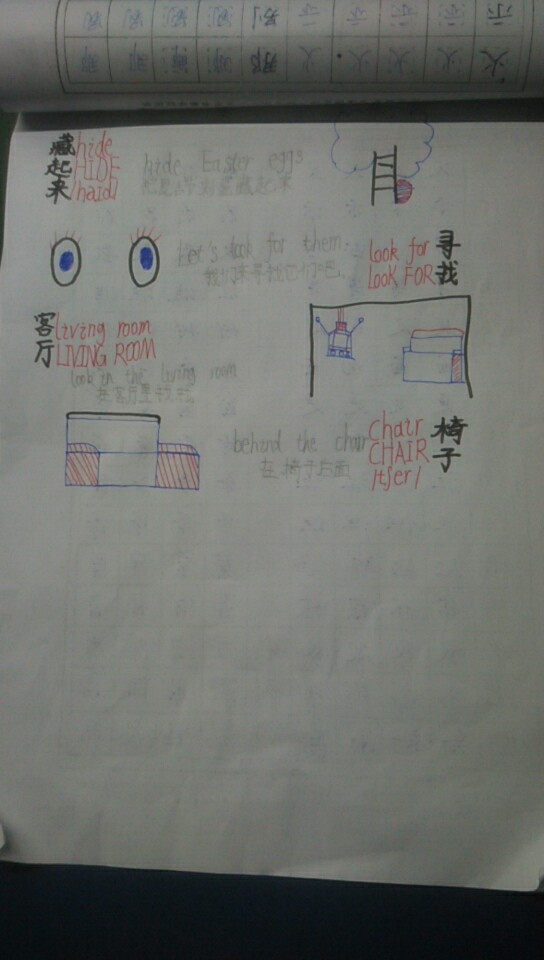 藏起来
hide
HIDE
/haid/
hide Easter eggs
把复活节彩蛋藏起来
Let's look for them.
我们来寻找它们吧
look for
LOOK FOR
寻找
客厅
living room
LIVING ROOM
look in the living room
在客厅里找找
behind the chair
在椅子后面
chair
CHAIR
/tʃer/
椅子